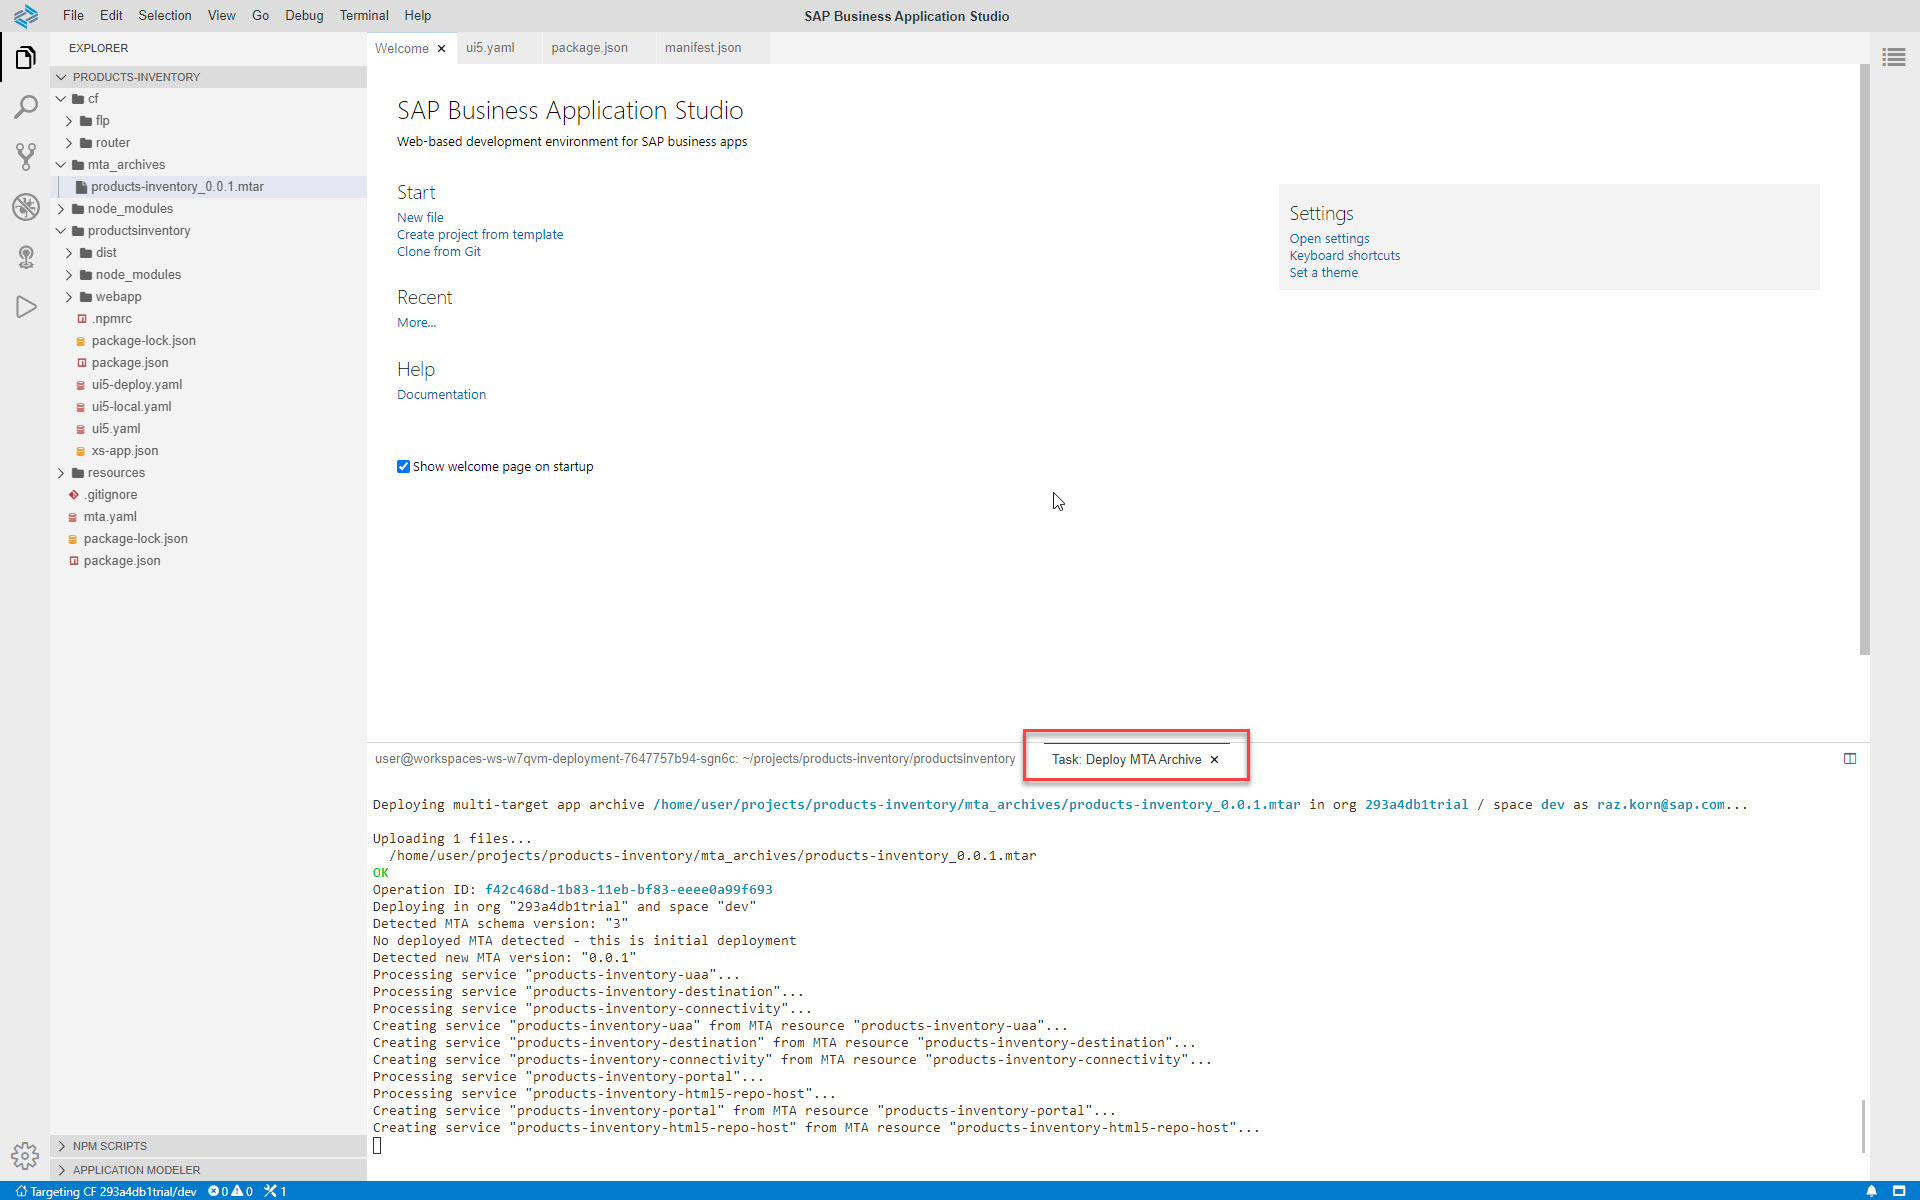 File Edit Selection View Go Debug Terminal Help
SAP Business Application Studio
EXPLORER
PRODUCTS-INVENTORY
cf
flp
router
mta_archives
products-inventory_0.0.1.mtar
node_modules
productsinventory
dist
node_modules
webapp
.npmrc
package-lock.json
package.json
ui5-deploy.yaml
ui5-local.yaml
ui5.yaml
xs-app.json
resources
.gitignore
mta.yaml
package-lock.json
package.json
NPM SCRIPTS
APPLICATION MODELER
Welcome ui5.yaml package.json manifest.json
SAP Business Application Studio
Web-based development environment for SAP business apps
Start
New file
Create project from template
Clone from Git
Recent
More...
Help
Documentation
Show welcome page on startup
Settings
Open settings
Keyboard shortcuts
Set a theme
user@workspaces-ws-w7qvm-deployment-7647757b94-sgn6c: ~/projects/products-inventory/productsinventory
Task: Deploy MTA Archive
Deploying multi-target app archive /home/user/projects/products-inventory/mta_archives/products-inventory_0.0.1.mtar in org 293a4db1trial / space dev as raz.korn@sap.com...
Uploading 1 files...
/home/user/projects/products-inventory/mta_archives/products-inventory_0.0.1.mtar
OK
Operation ID: f42c468d-1b83-11eb-bf83-eeee0a99f693
Deploying in org "293a4db1trial" and space "dev"
Detected MTA schema version: "3"
No deployed MTA detected - this is initial deployment
Detected new MTA version: "0.0.1"
Processing service "products-inventory-uaa"...
Processing service "products-inventory-destination"...
Processing service "products-inventory-connectivity"...
Creating service "products-inventory-uaa" from MTA resource "products-inventory-uaa"...
Creating service "products-inventory-destination" from MTA resource "products-inventory-destination"...
Creating service "products-inventory-connectivity" from MTA resource "products-inventory-connectivity"...
Processing service "products-inventory-portal"...
Processing service "products-inventory-html5-repo-host"...
Creating service "products-inventory-portal" from MTA resource "products-inventory-portal"...
Creating service "products-inventory-html5-repo-host" from MTA resource "products-inventory-html5-repo-host"...
Targeting CF 293a4db1trial/dev 0 0 1